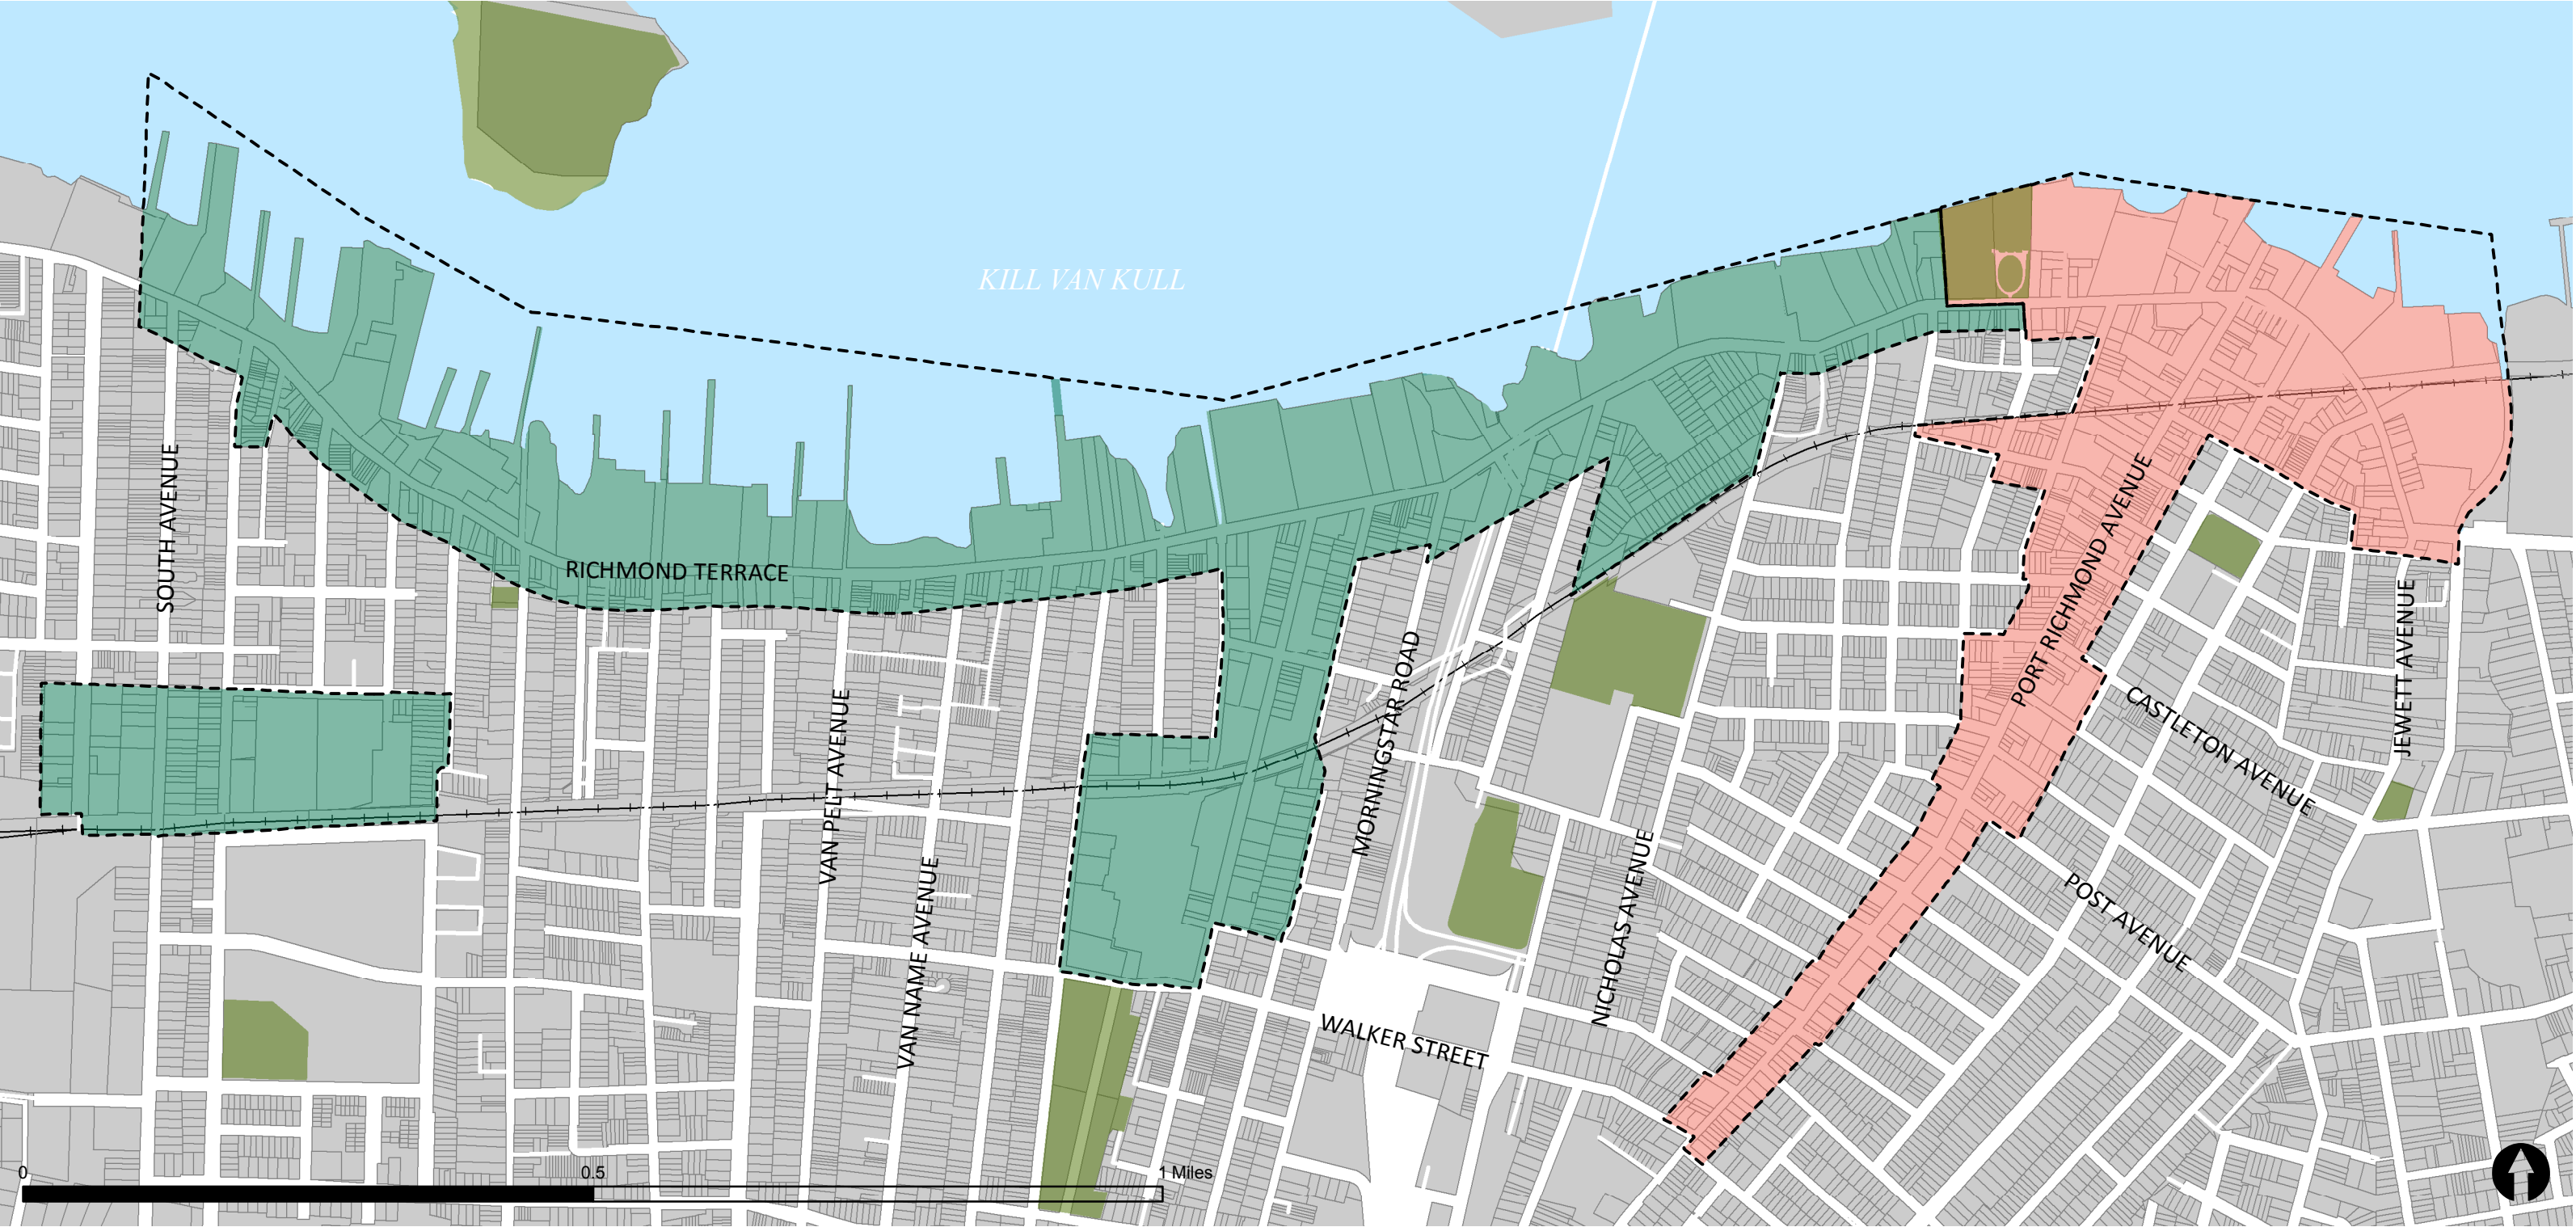 KILL VAN KULL
RICHMOND TERRACE
SOUTH AVENUE
VAN PELT AVENUE
VAN NAME AVENUE
MORNINGSTAR ROAD
NICHOLAS AVENUE
WALKER STREET
PORT RICHMOND AVENUE
CASTLETON AVENUE
POST AVENUE
JEWETT AVENUE
0 0.5 1 Miles